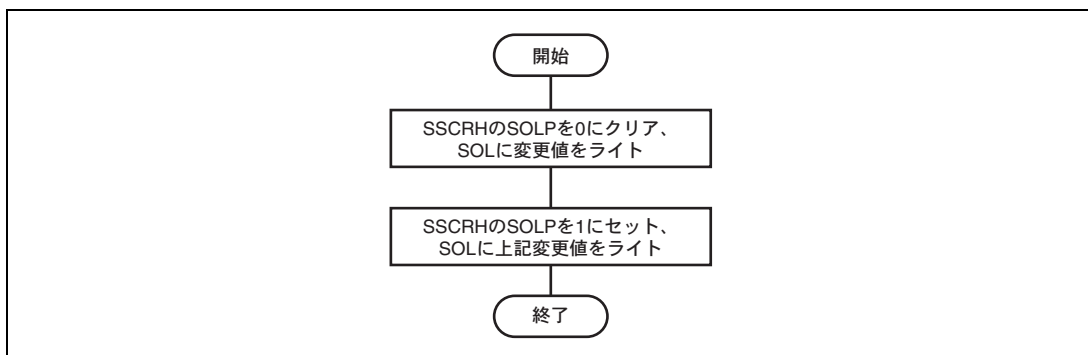 開始
SSCRHのSOLPを0にクリア、
SOLに変更値をライト
SSCRHのSOLPを1にセット、
SOLに上記変更値をライト
終了